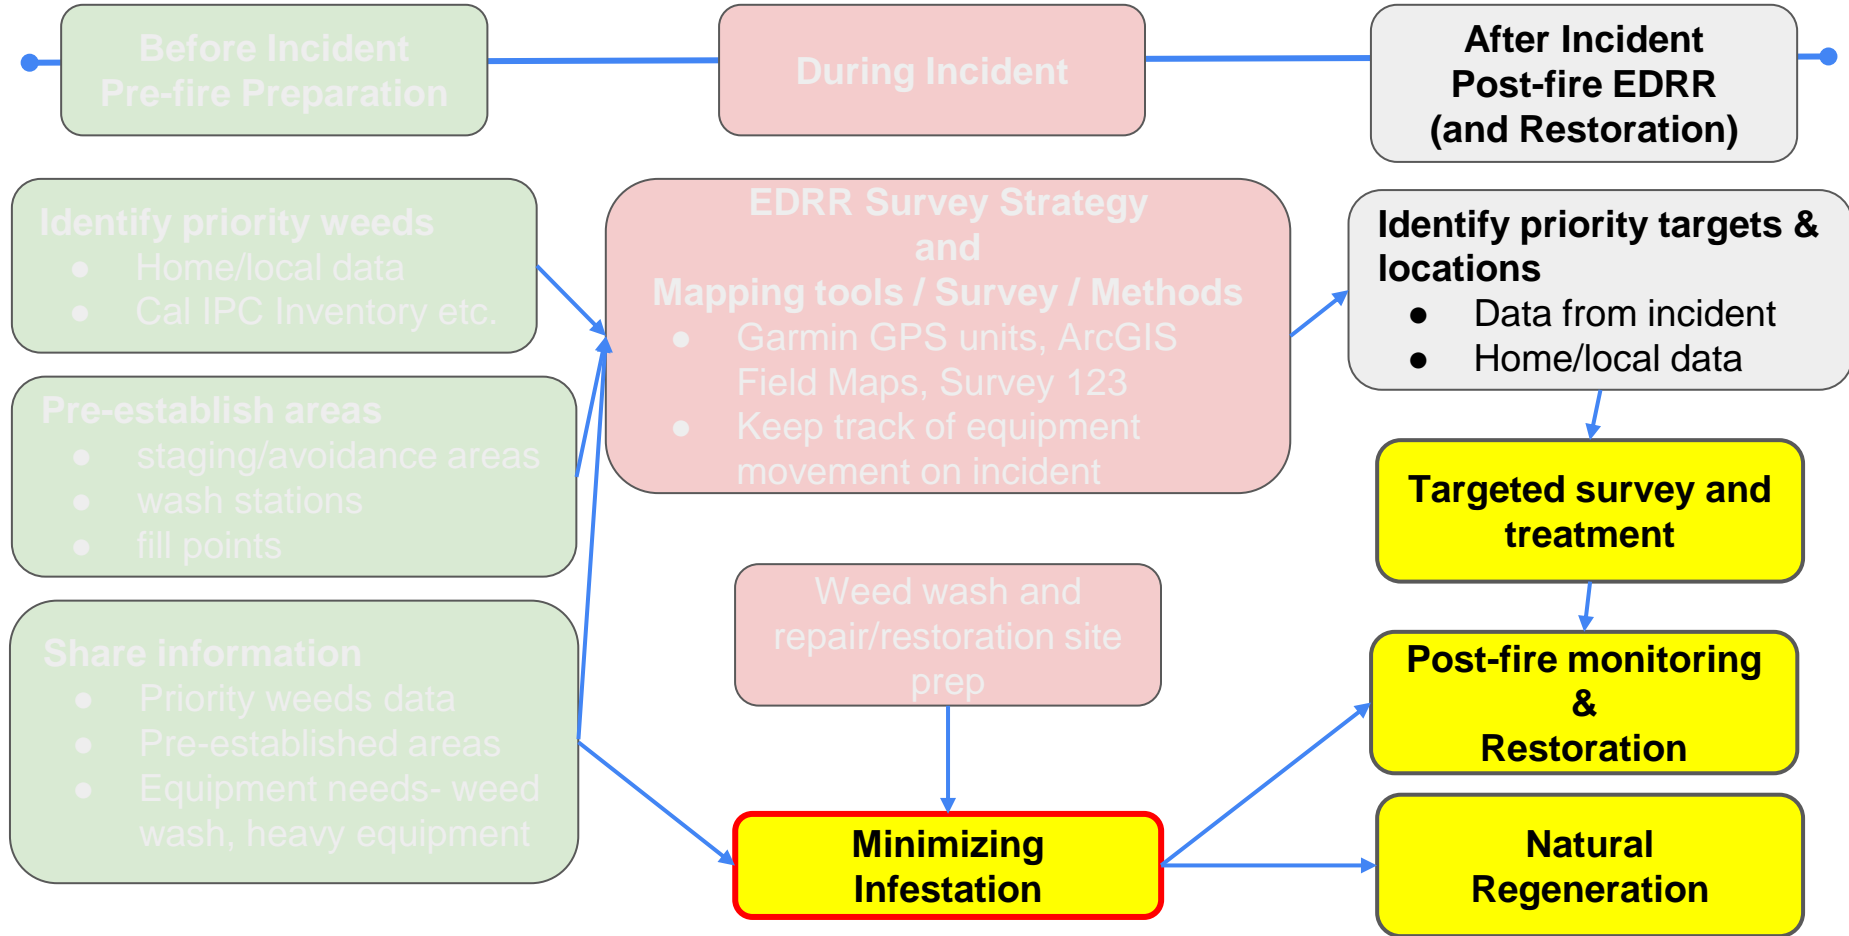 Before Incident
Pre-fire Preparation
During Incident
After Incident
Post-fire EDRR
(and Restoration)
Identify priority weeds
● Home/local data
● Cal IPC Inventory etc.
Pre-establish areas
● staging/avoidance areas
● wash stations
● fill points
Share information
● Priority weeds data
● Pre-established areas
● Equipment needs- weed
wash, heavy equipment
EDRR Survey Strategy
and
Mapping tools / Survey / Methods
● Garmin GPS units, ArcGIS
Field Maps, Survey 123
● Keep track of equipment
movement on incident
Weed wash and
repair/restoration site
prep
Minimizing
Infestation
Identify priority targets &
locations
● Data from incident
● Home/local data
Targeted survey and
treatment
Post-fire monitoring
&
Restoration
Natural
Regeneration